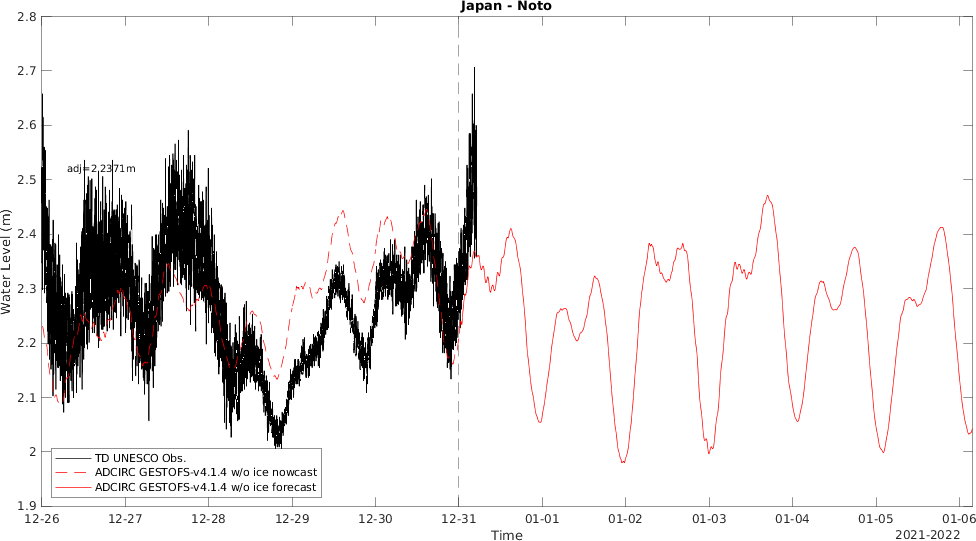 Japan - Noto
2.8
2.7
2.6
2.5
2.4
2.3
2.2
2.1
2
1.9
Water Level (m)
adj=2.2371m
TD UNESCO Obs.
ADCIRC GESTOFS-v4.1.4 w/o ice nowcast
ADCIRC GESTOFS-v4.1.4 w/o ice forecast
12-26 12-27 12-28 12-29 12-30 12-31 01-01 01-02 01-03 01-04 01-05 01-06
Time
2021-2022